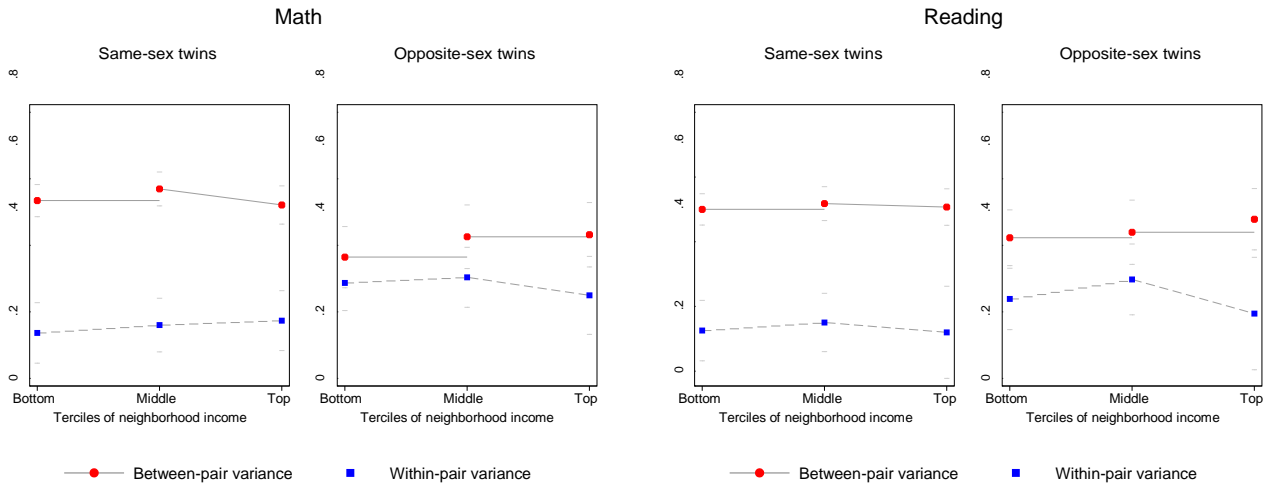 Math
Reading
Same-sex twins
Opposite-sex twins
Same-sex twins
Opposite-sex twins
.8
.6
.4
.2
0
.8
.6
.4
.2
0
.8
.6
.4
.2
0
.8
.6
.4
.2
0
Bottom Middle Top
Bottom Middle Top
Bottom Middle Top
Bottom Middle Top
Terciles of neighborhood income
Terciles of neighborhood income
Terciles of neighborhood income
Terciles of neighborhood income
Between-pair variance Within-pair variance
Between-pair variance Within-pair variance